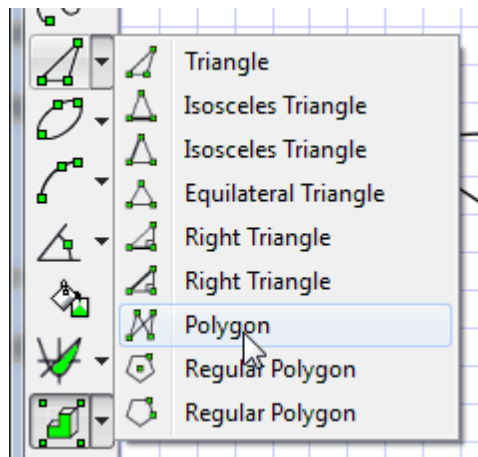 Triangle
Isosceles Triangle
Isosceles Triangle
Equilateral Triangle
Right Triangle
Right Triangle
Polygon
Regular Polygon
Regular Polygon